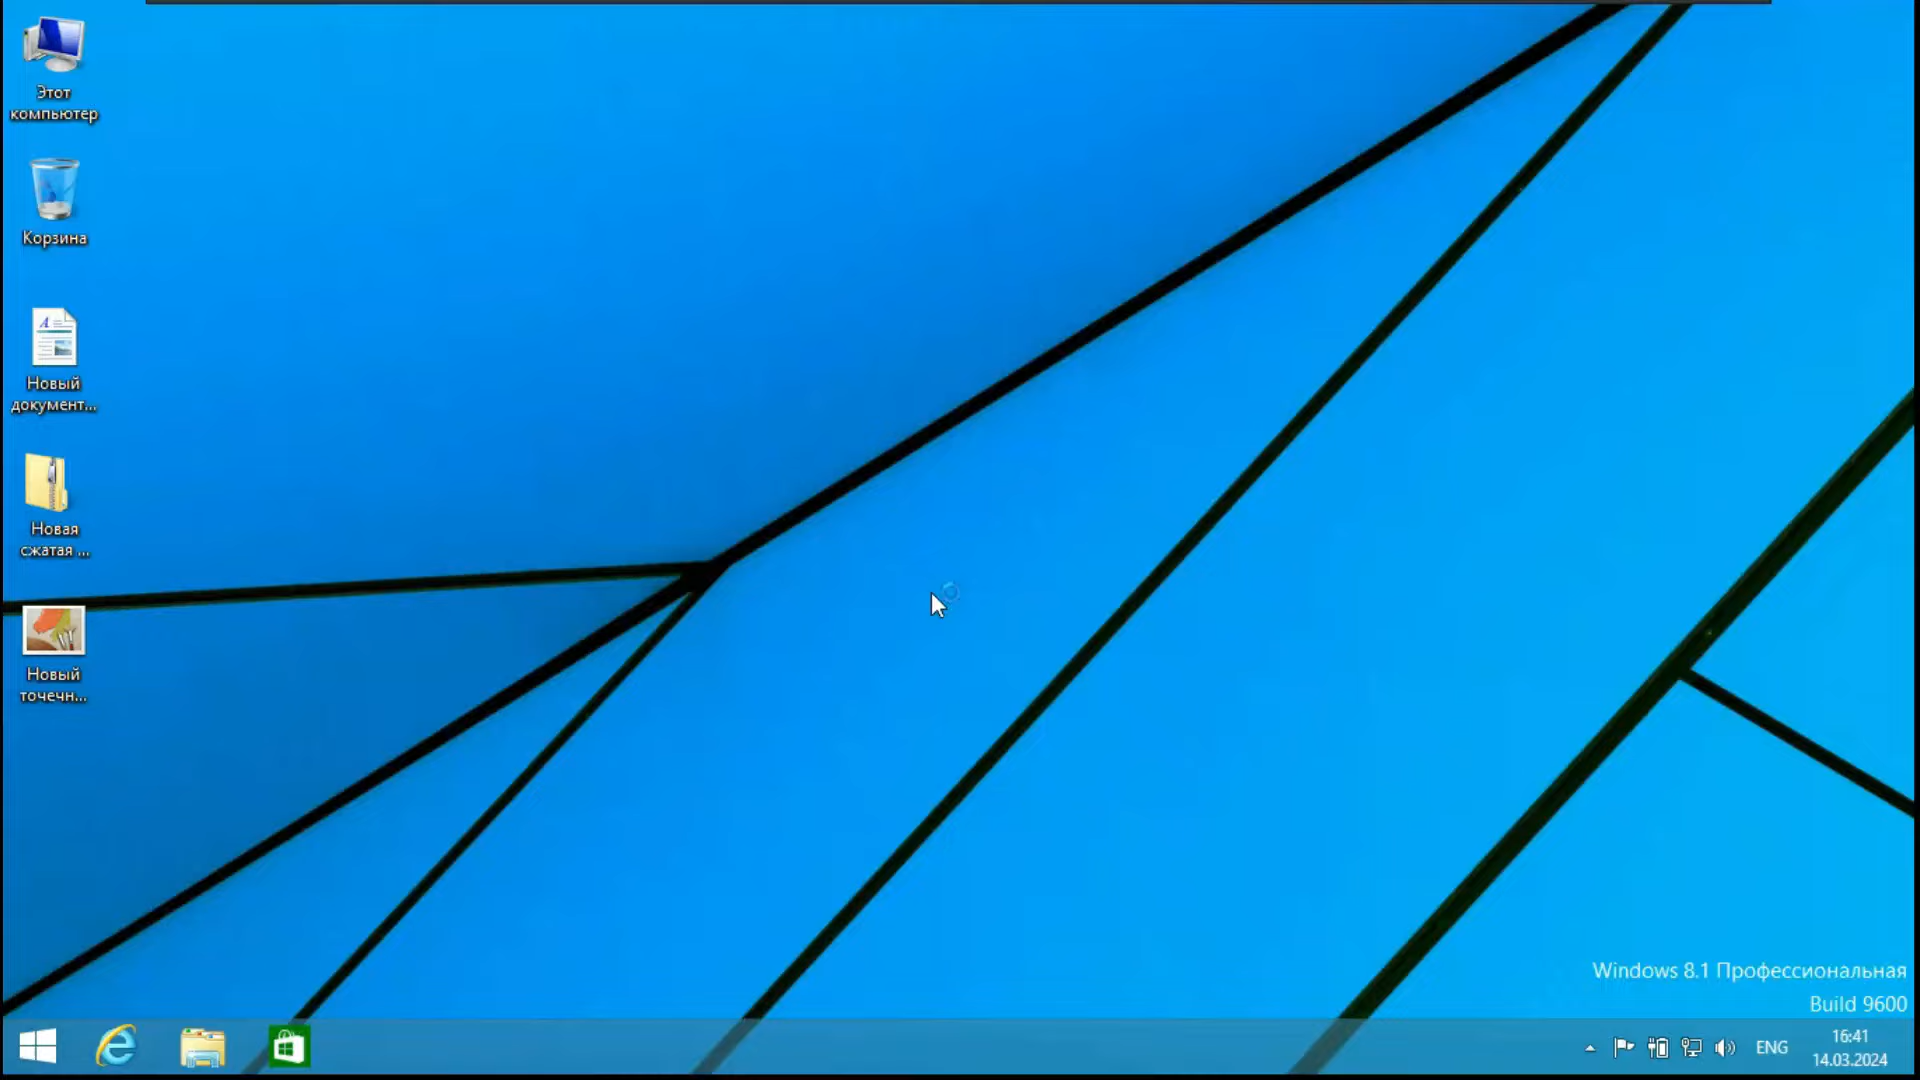 Этот
компьютер
Корзина
Новый
документ...
Новая
сжатая ...
Новый
точечн...
Windows 8.1 Профессиональная
Build 9600
ENG
16:41
14.03.2024